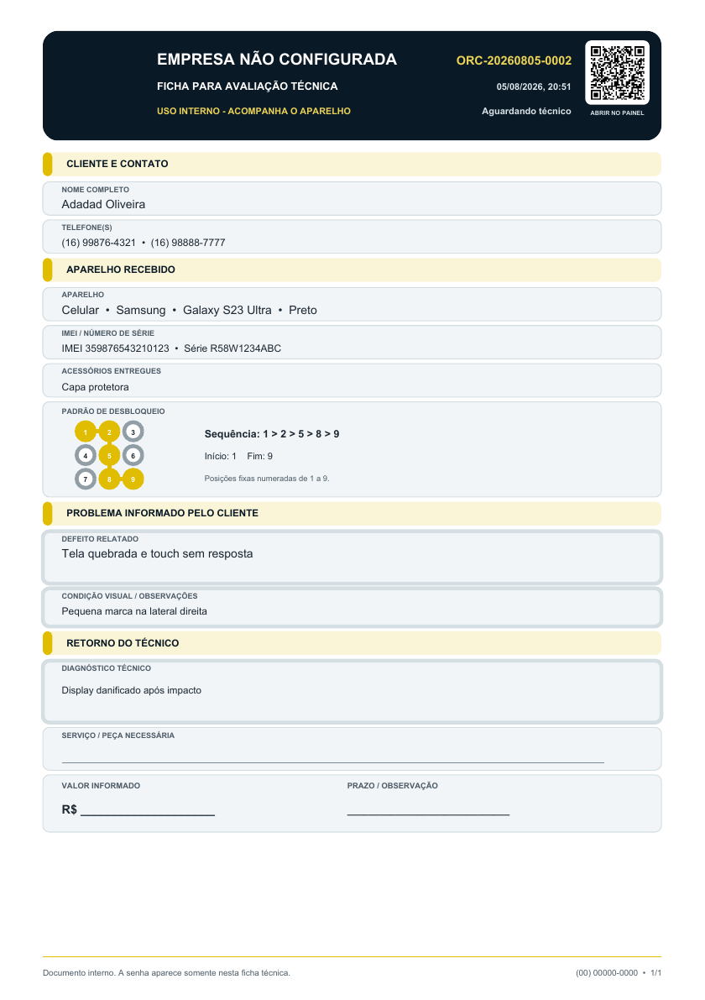 EMPRESA NÃO CONFIGURADA
ORC-20260805-0002
FICHA PARA AVALIAÇÃO TÉCNICA
05/08/2026, 20:51
USO INTERNO - ACOMPANHA O APARELHO
Aguardando técnico
ABRIR NO PAINEL
CLIENTE E CONTATO
NOME COMPLETO
Adadad Oliveira
TELEFONE(S)
(16) 99876-4321 • (16) 98888-7777
APARELHO RECEBIDO
APARELHO
Celular • Samsung • Galaxy S23 Ultra • Preto
IMEI / NÚMERO DE SÉRIE
IMEI 359876543210123 • Série R58W1234ABC
ACESSÓRIOS ENTREGUES
Capa protetora
PADRÃO DE DESBLOQUEIO
1 2 3
4 5 6
7 8 9
Sequência: 1 > 2 > 5 > 8 > 9
Início: 1 Fim: 9
Posições fixas numeradas de 1 a 9.
PROBLEMA INFORMADO PELO CLIENTE
DEFEITO RELATADO
Tela quebrada e touch sem resposta
CONDIÇÃO VISUAL / OBSERVAÇÕES
Pequena marca na lateral direita
RETORNO DO TÉCNICO
DIAGNÓSTICO TÉCNICO
Display danificado após impacto
SERVIÇO / PEÇA NECESSÁRIA
VALOR INFORMADO
PRAZO / OBSERVAÇÃO
R$ ____________________
Documento interno. A senha aparece somente nesta ficha técnica.
(00) 00000-0000 • 1/1